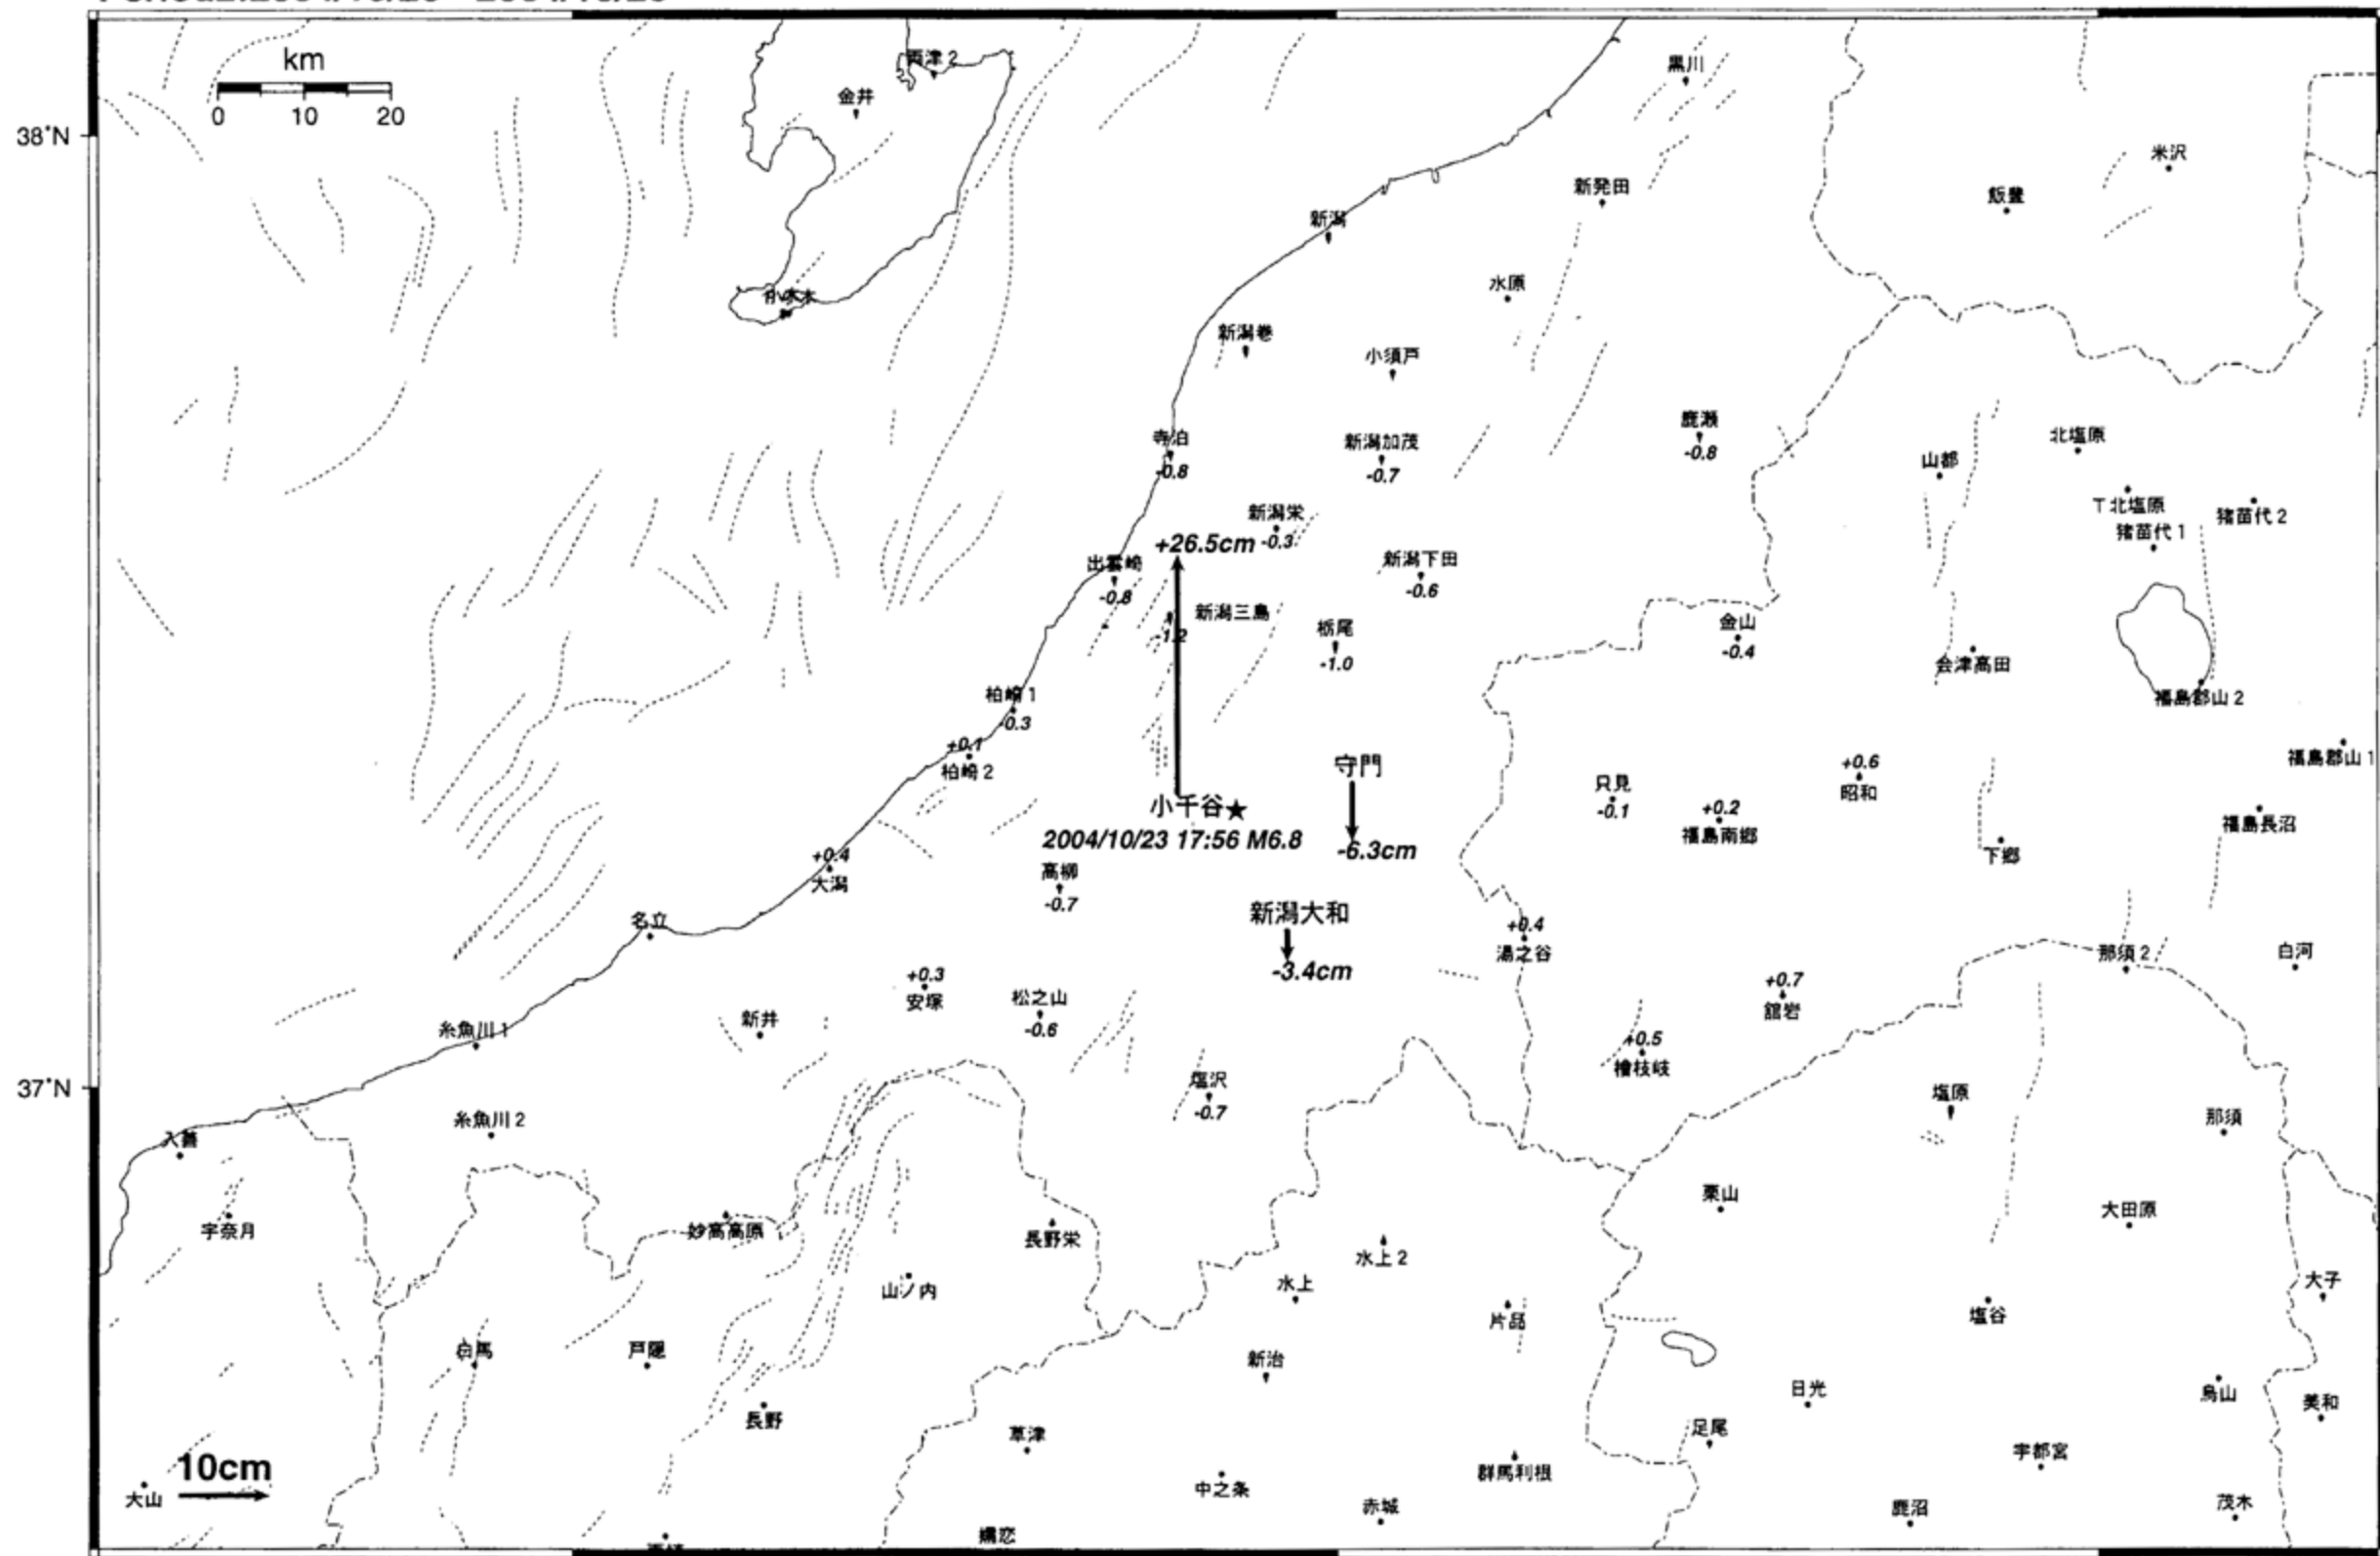 km
0 10 20
38°N
両津2
金井
黒川
米沢
飯豊
新発田
新潟
水原
新潟巻
小須戸
鹿瀬
-0.8
寺泊
-0.8
新潟加茂
-0.7
北塩原
山都
〒北塩原
猪苗代1
猪苗代2
新潟栄
-0.3
+26.5cm
出雲崎
-0.8
新潟下田
-0.6
新潟三島
-1.2
栃尾
-1.0
金山
-0.4
会津高田
福島郡山2
柏崎1
-0.3
+0.1
柏崎2
福島郡山1
守門
-6.3cm
只見
-0.1
+0.2
福島南郷
+0.6
昭和
福島長沼
下郷
小千谷★
2004/10/23 17:56 M6.8
+0.4
大潟
高柳
-0.7
新潟大和
-3.4cm
名立
+0.4
湯之谷
那須2
白河
+0.3
安塚
松之山
-0.6
+0.7
舘岩
新井
糸魚川1
+0.5
檜枝岐
37°N
塩沢
-0.7
塩原
那須
糸魚川2
入善
宇奈月
妙高高原
長野栄
栗山
大田原
水上2
水上
山ノ内
片品
塩谷
大子
白馬
戸隠
新治
日光
烏山
美和
長野
草津
足尾
宇都宮
10cm
大山
中之条
群馬利根
赤城
鹿沼
茂木
嬬恋